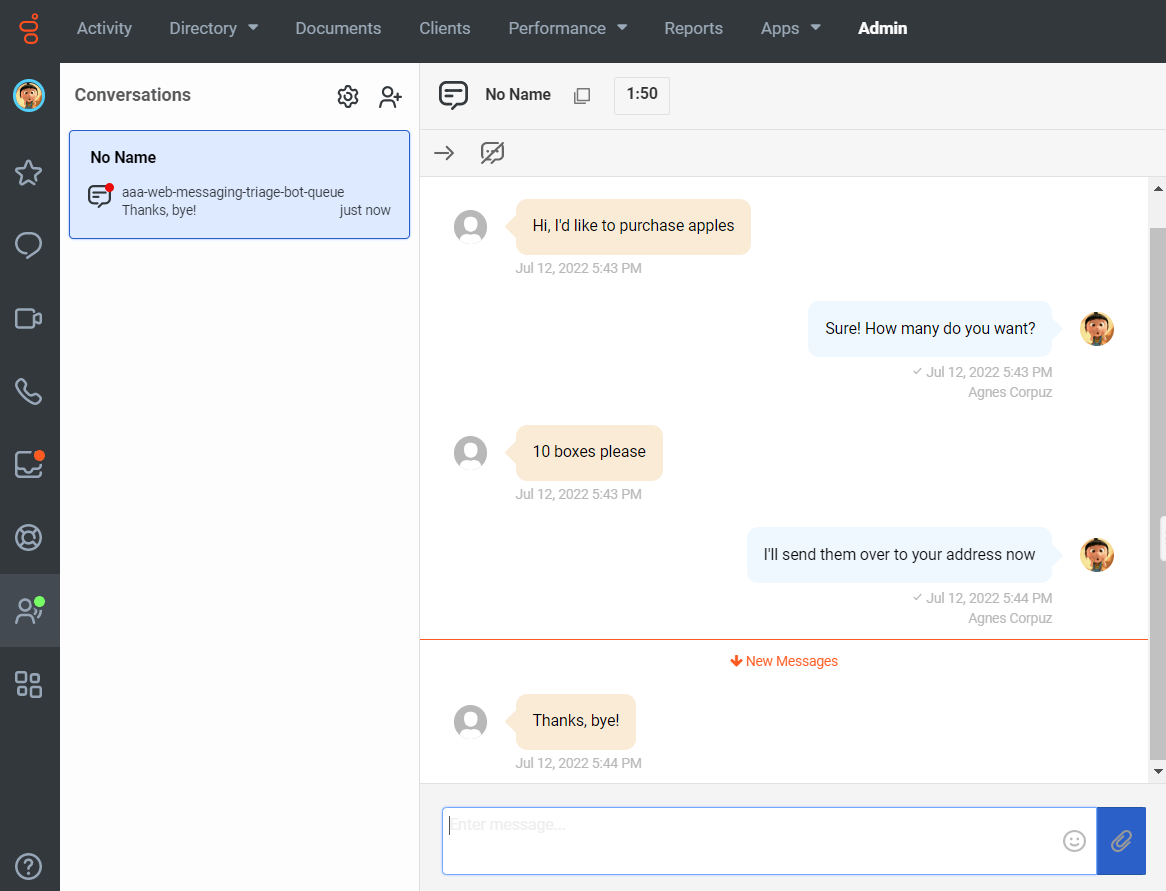 Activity Directory Documents Clients Performance Reports Apps Admin
Conversations
No Name
aaa-web-messaging-triage-bot-queue
Thanks, bye! just now
No Name 1:50
Hi, I'd like to purchase apples
Jul 12, 2022 5:43 PM
Sure! How many do you want?
Jul 12, 2022 5:43 PM
Agnes Corpuz
10 boxes please
Jul 12, 2022 5:43 PM
I'll send them over to your address now
Jul 12, 2022 5:44 PM
Agnes Corpuz
New Messages
Thanks, bye!
Jul 12, 2022 5:44 PM
Enter message...